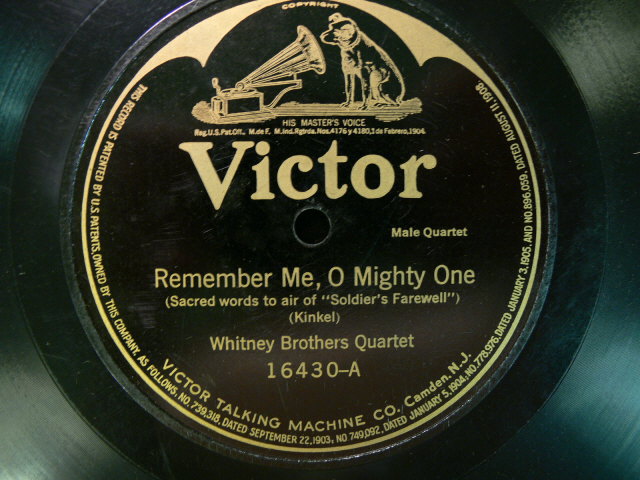 COPYRIGHT
HIS MASTER'S VOICE
Reg.U.S.Pat.Off. M.de F. M.Ind.Rgtrda.Nos.4176 y 4180,1 de Febrero,1904.
Victor
Male Quartet
Remember Me, O Mighty One
(Sacred words to air of "Soldier's Farewell")
(Kinkel)
Whitney Brothers Quartet
16430-A
VICTOR TALKING MACHINE CO. Camden, N.J.
THIS RECORD IS PATENTED BY U.S. PATENTS, OWNED BY THIS COMPANY, AS FOLLOWS, NO. 739,318, DATED SEPTEMBER 22, 1903; NO 749,092, DATED JANUARY 5, 1904, NO. 778,976, DATED JANUARY 3, 1905, AND NO. 896,059, DATED AUGUST 11, 1908.